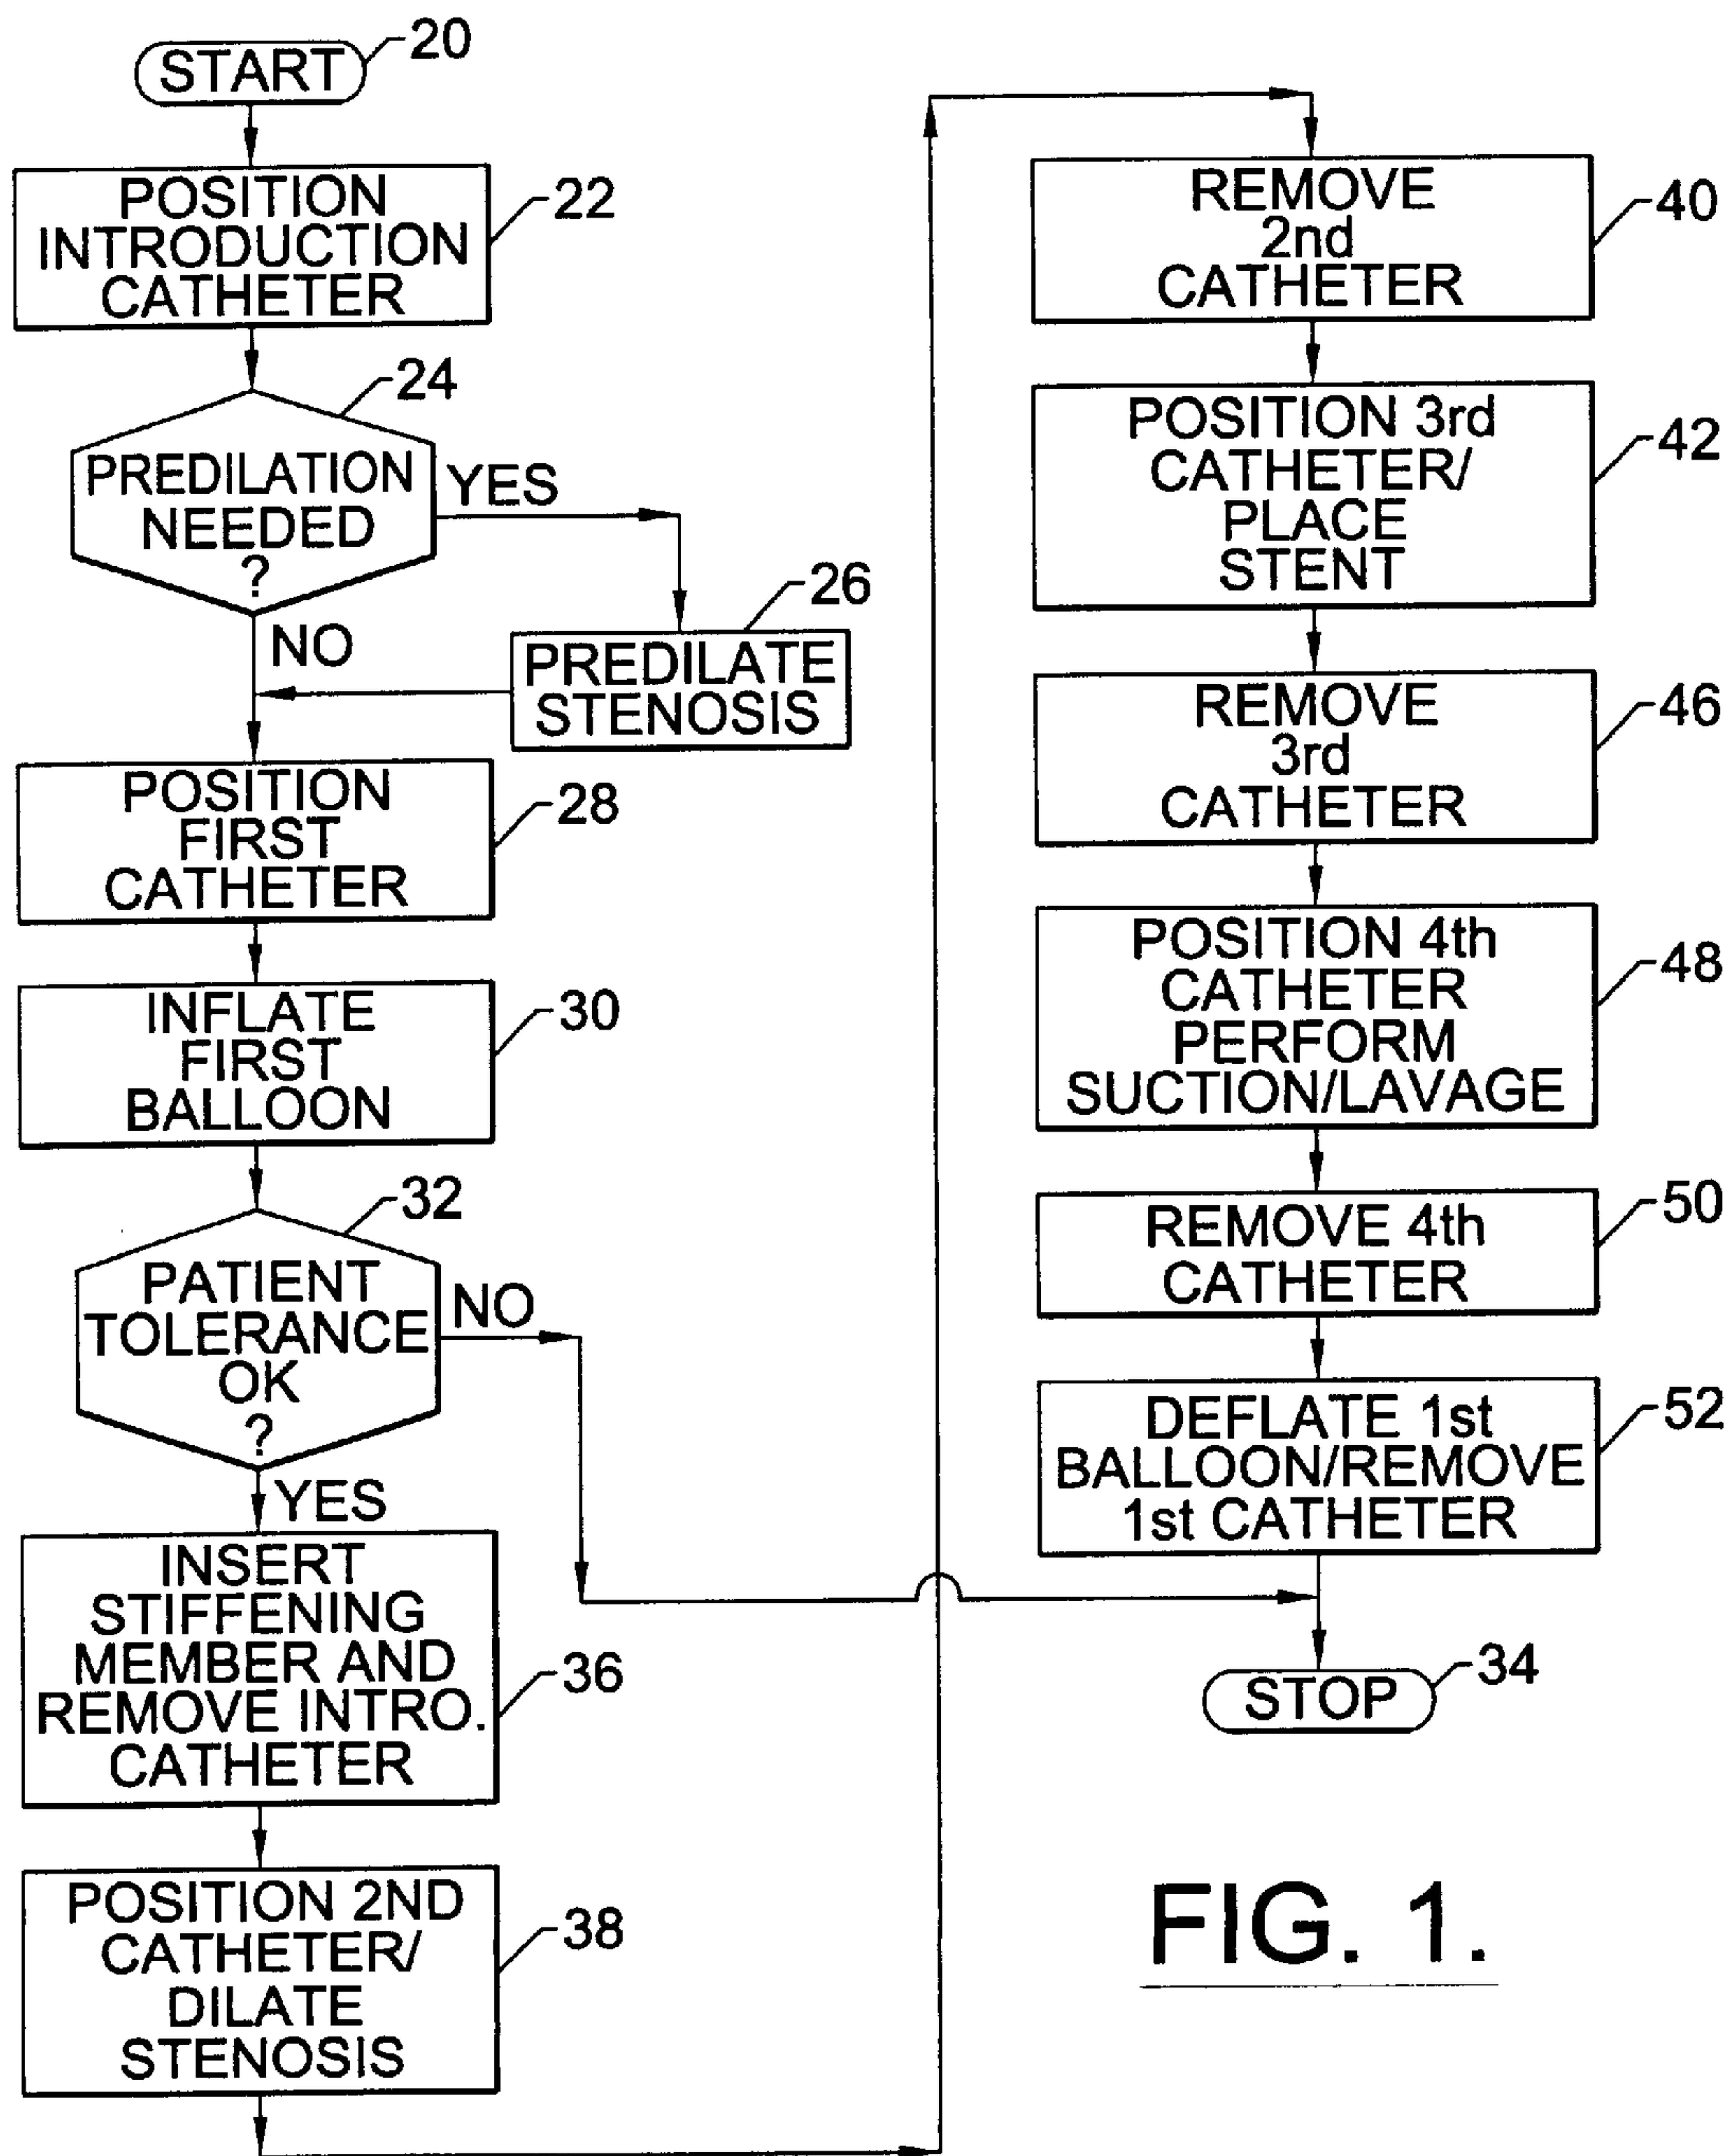 START
20
POSITION
INTRODUCTION
CATHETER
22
24
PREDILATION
NEEDED
?
YES
NO
26
PREDILATE
STENOSIS
POSITION
FIRST
CATHETER
28
INFLATE
FIRST
BALLOON
30
32
PATIENT
TOLERANCE
OK
?
NO
YES
INSERT
STIFFENING
MEMBER AND
REMOVE INTRO.
CATHETER
36
POSITION 2ND
CATHETER/
DILATE
STENOSIS
38
REMOVE
2nd
CATHETER
40
POSITION 3rd
CATHETER/
PLACE
STENT
42
REMOVE
3rd
CATHETER
46
POSITION 4th
CATHETER
PERFORM
SUCTION/LAVAGE
48
REMOVE 4th
CATHETER
50
DEFLATE 1st
BALLOON/REMOVE
1st CATHETER
52
STOP
34
FIG. 1.